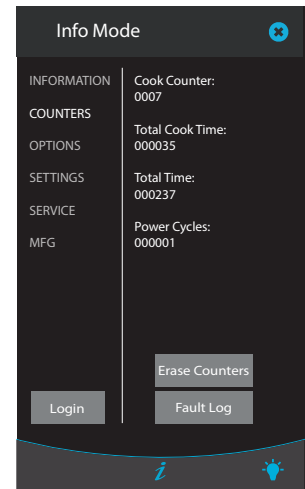 Info Mode
INFORMATION
COUNTERS
OPTIONS
SETTINGS
SERVICE
MFG
Cook Counter:
0007
Total Cook Time:
000035
Total Time:
000237
Power Cycles:
000001
Erase Counters
Login
Fault Log
i